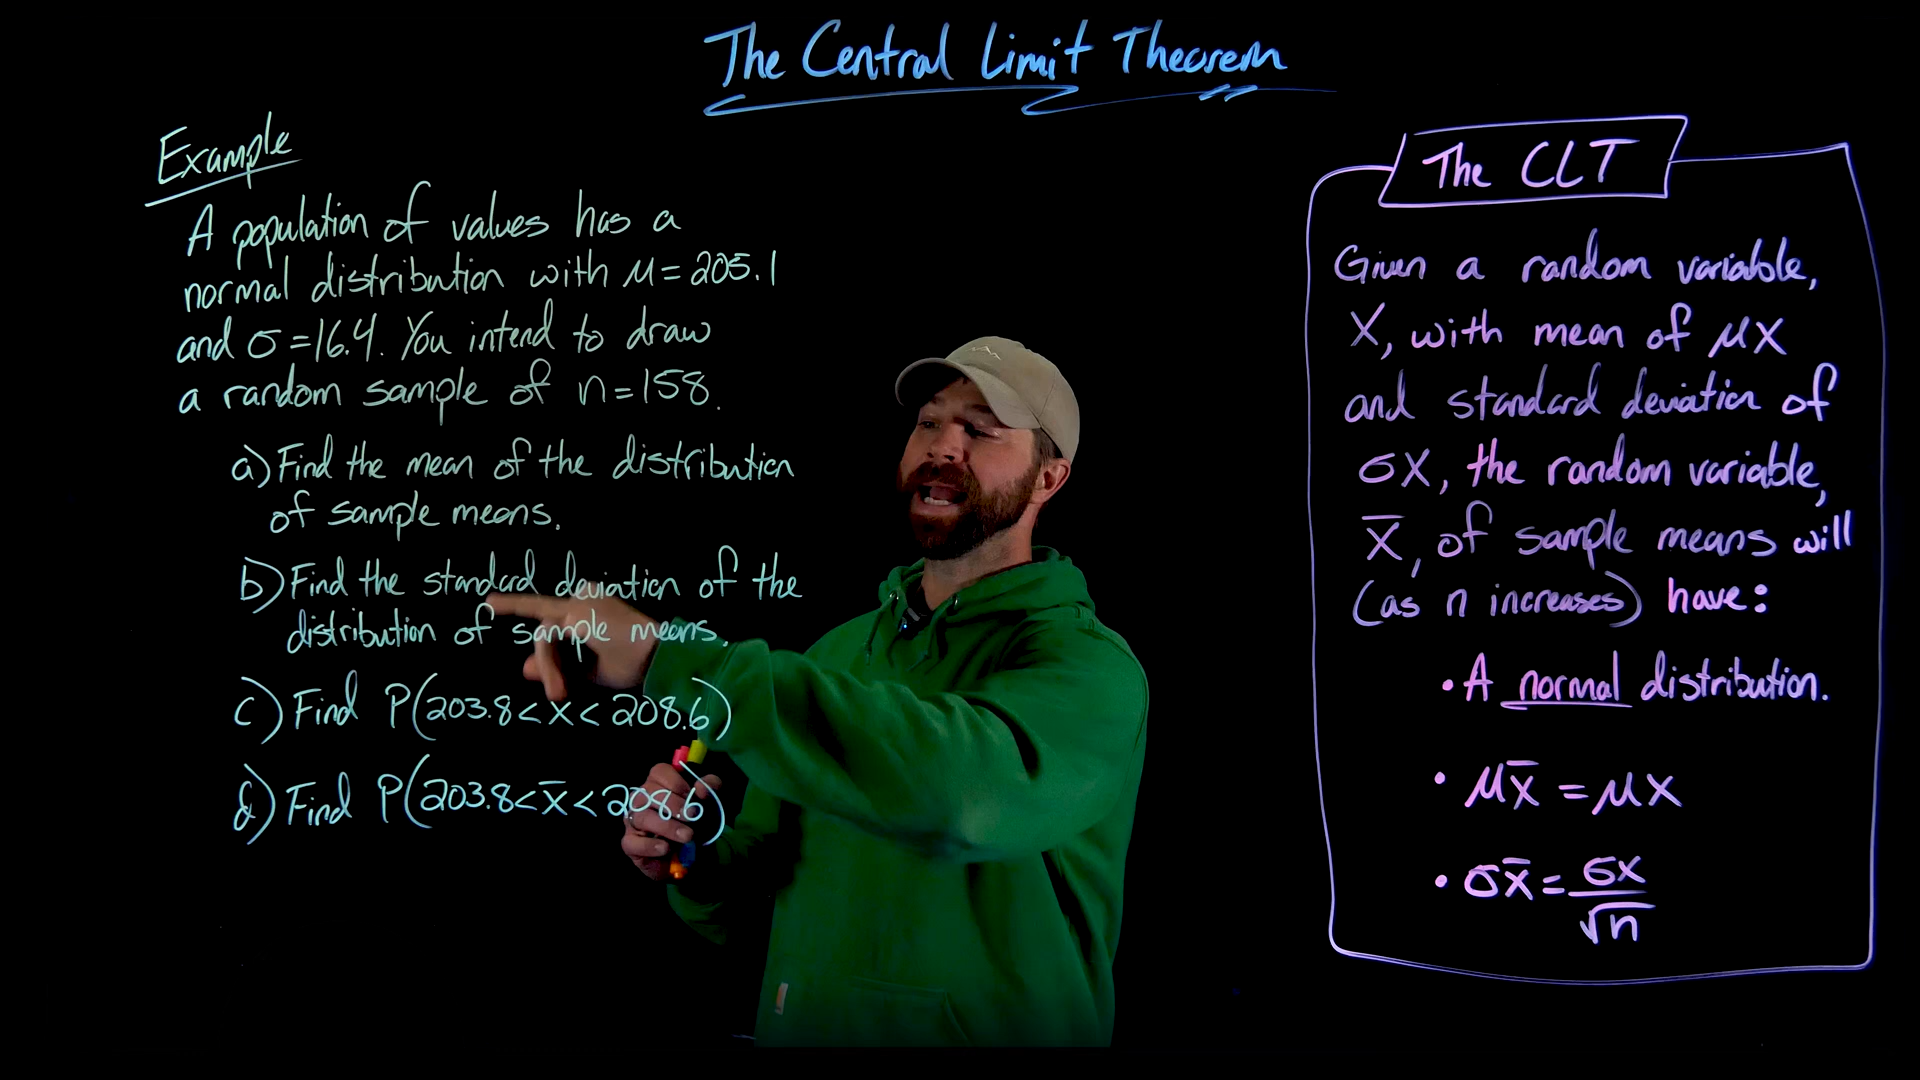 The Central Limit Theorem
Example
A population of values has a
normal distribution with μ=205.1
and σ=16.4. You intend to draw
a random sample of n=158.
a) Find the mean of the distribution
of sample means.
b) Find the standard deviation of the
distribution of sample means.
c) Find P(203.8<x<208.6)
d) Find P(203.8<x̄<208.6)
The CLT
Given a random variable,
X, with mean of μx
and standard deviation of
σx, the random variable,
X̄, of sample means will
(as n increases) have:
• A normal distribution.
• μx̄ = μx
• σx̄ = σx/√n